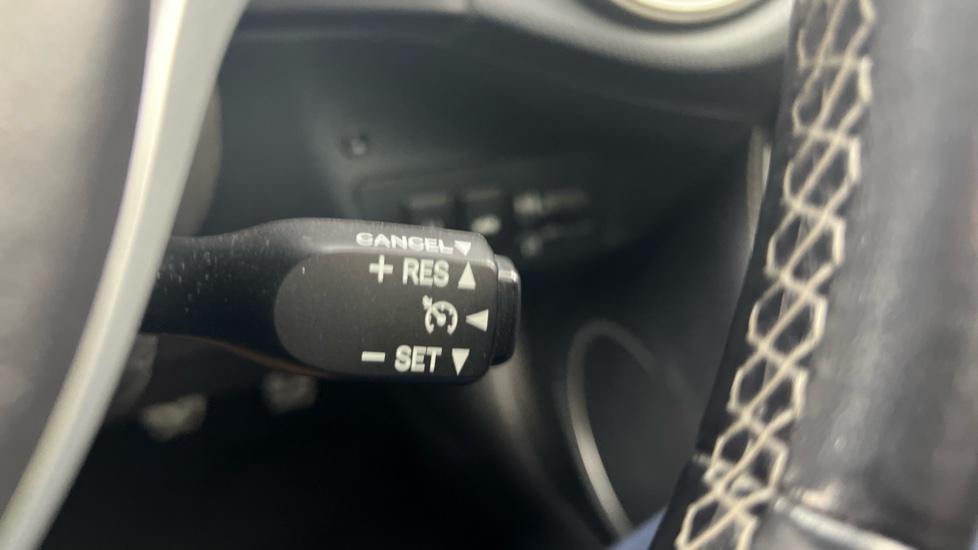 CANCEL
+ RES
− SET